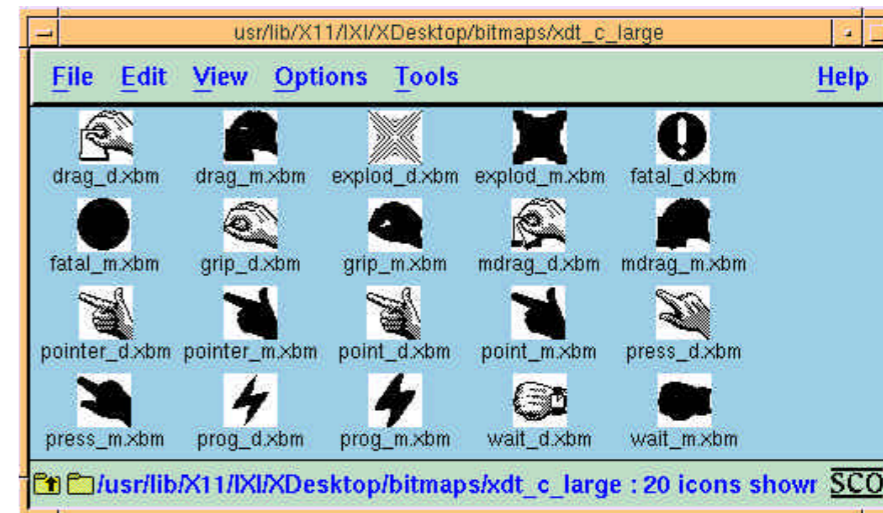 usr/lib/X11/IXI/XDesktop/bitmaps/xdt_c_large
File Edit View Options Tools Help
drag_d.xbm drag_m.xbm explod_d.xbm explod_m.xbm fatal_d.xbm
fatal_m.xbm grip_d.xbm grip_m.xbm mdrag_d.xbm mdrag_m.xbm
pointer_d.xbm pointer_m.xbm point_d.xbm point_m.xbm press_d.xbm
press_m.xbm prog_d.xbm prog_m.xbm wait_d.xbm wait_m.xbm
/usr/lib/X11/IXI/XDesktop/bitmaps/xdt_c_large : 20 icons showr SCO